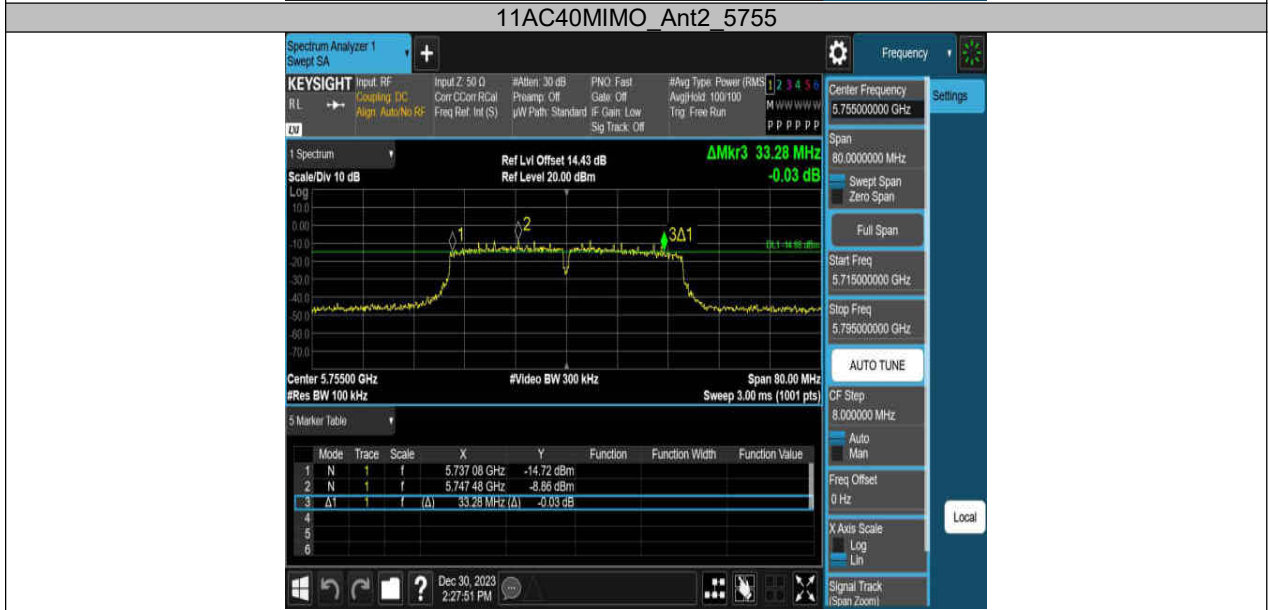 11AC40MIMO_Ant2_5755
Spectrum Analyzer 1
Swept SA
+
Frequency
KEYSIGHT Input: RF Input Z: 50 Ω #Atten: 30 dB PNO: Fast #Avg Type: Power (RMS 1 2 3 4 5 6
RL Coupling: DC Corr CCorr RCal Preamp: Off Gate: Off Avg|Hold: 100/100 M W W W W W
Align: Auto/No RF Freq Ref: Int (S) µW Path: Standard IF Gain: Low Trig: Free Run
Sig Track: Off P P P P P P
LXI
Center Frequency
5.755000000 GHz
Settings
1 Spectrum
Ref Lvl Offset 14.43 dB
ΔMkr3 33.28 MHz
Scale/Div 10 dB
Ref Level 20.00 dBm
-0.03 dB
Log
10.0
0.00
-10.0
-20.0
-30.0
-40.0
-50.0
-60.0
-70.0
1
2
3Δ1
DL1 -14.86 dBm
Center 5.75500 GHz #Video BW 300 kHz Span 80.00 MHz
#Res BW 100 kHz Sweep 3.00 ms (1001 pts)
Span
80.0000000 MHz
Swept Span
Zero Span
Full Span
Start Freq
5.715000000 GHz
Stop Freq
5.795000000 GHz
AUTO TUNE
CF Step
8.000000 MHz
Auto
Man
Freq Offset
0 Hz
X Axis Scale
Log
Lin
Signal Track
(Span Zoom)
Local
5 Marker Table
Mode Trace Scale X Y Function Function Width Function Value
1 N 1 f 5.737 08 GHz -14.72 dBm
2 N 1 f 5.747 48 GHz -8.86 dBm
3 Δ1 1 f (Δ) 33.28 MHz (Δ) -0.03 dB
4
5
6
?
Dec 30, 2023
2:27:51 PM